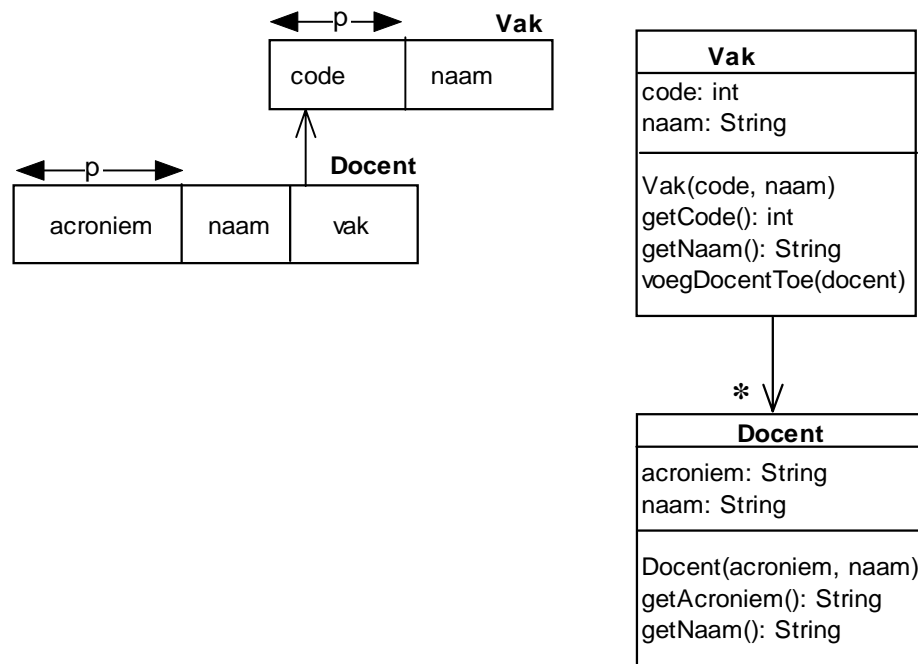 p
Vak
code naam
p
Docent
acroniem naam vak
Vak
code: int
naam: String
Vak(code, naam)
getCode(): int
getNaam(): String
voegDocentToe(docent)
*
Docent
acroniem: String
naam: String
Docent(acroniem, naam)
getAcroniem(): String
getNaam(): String